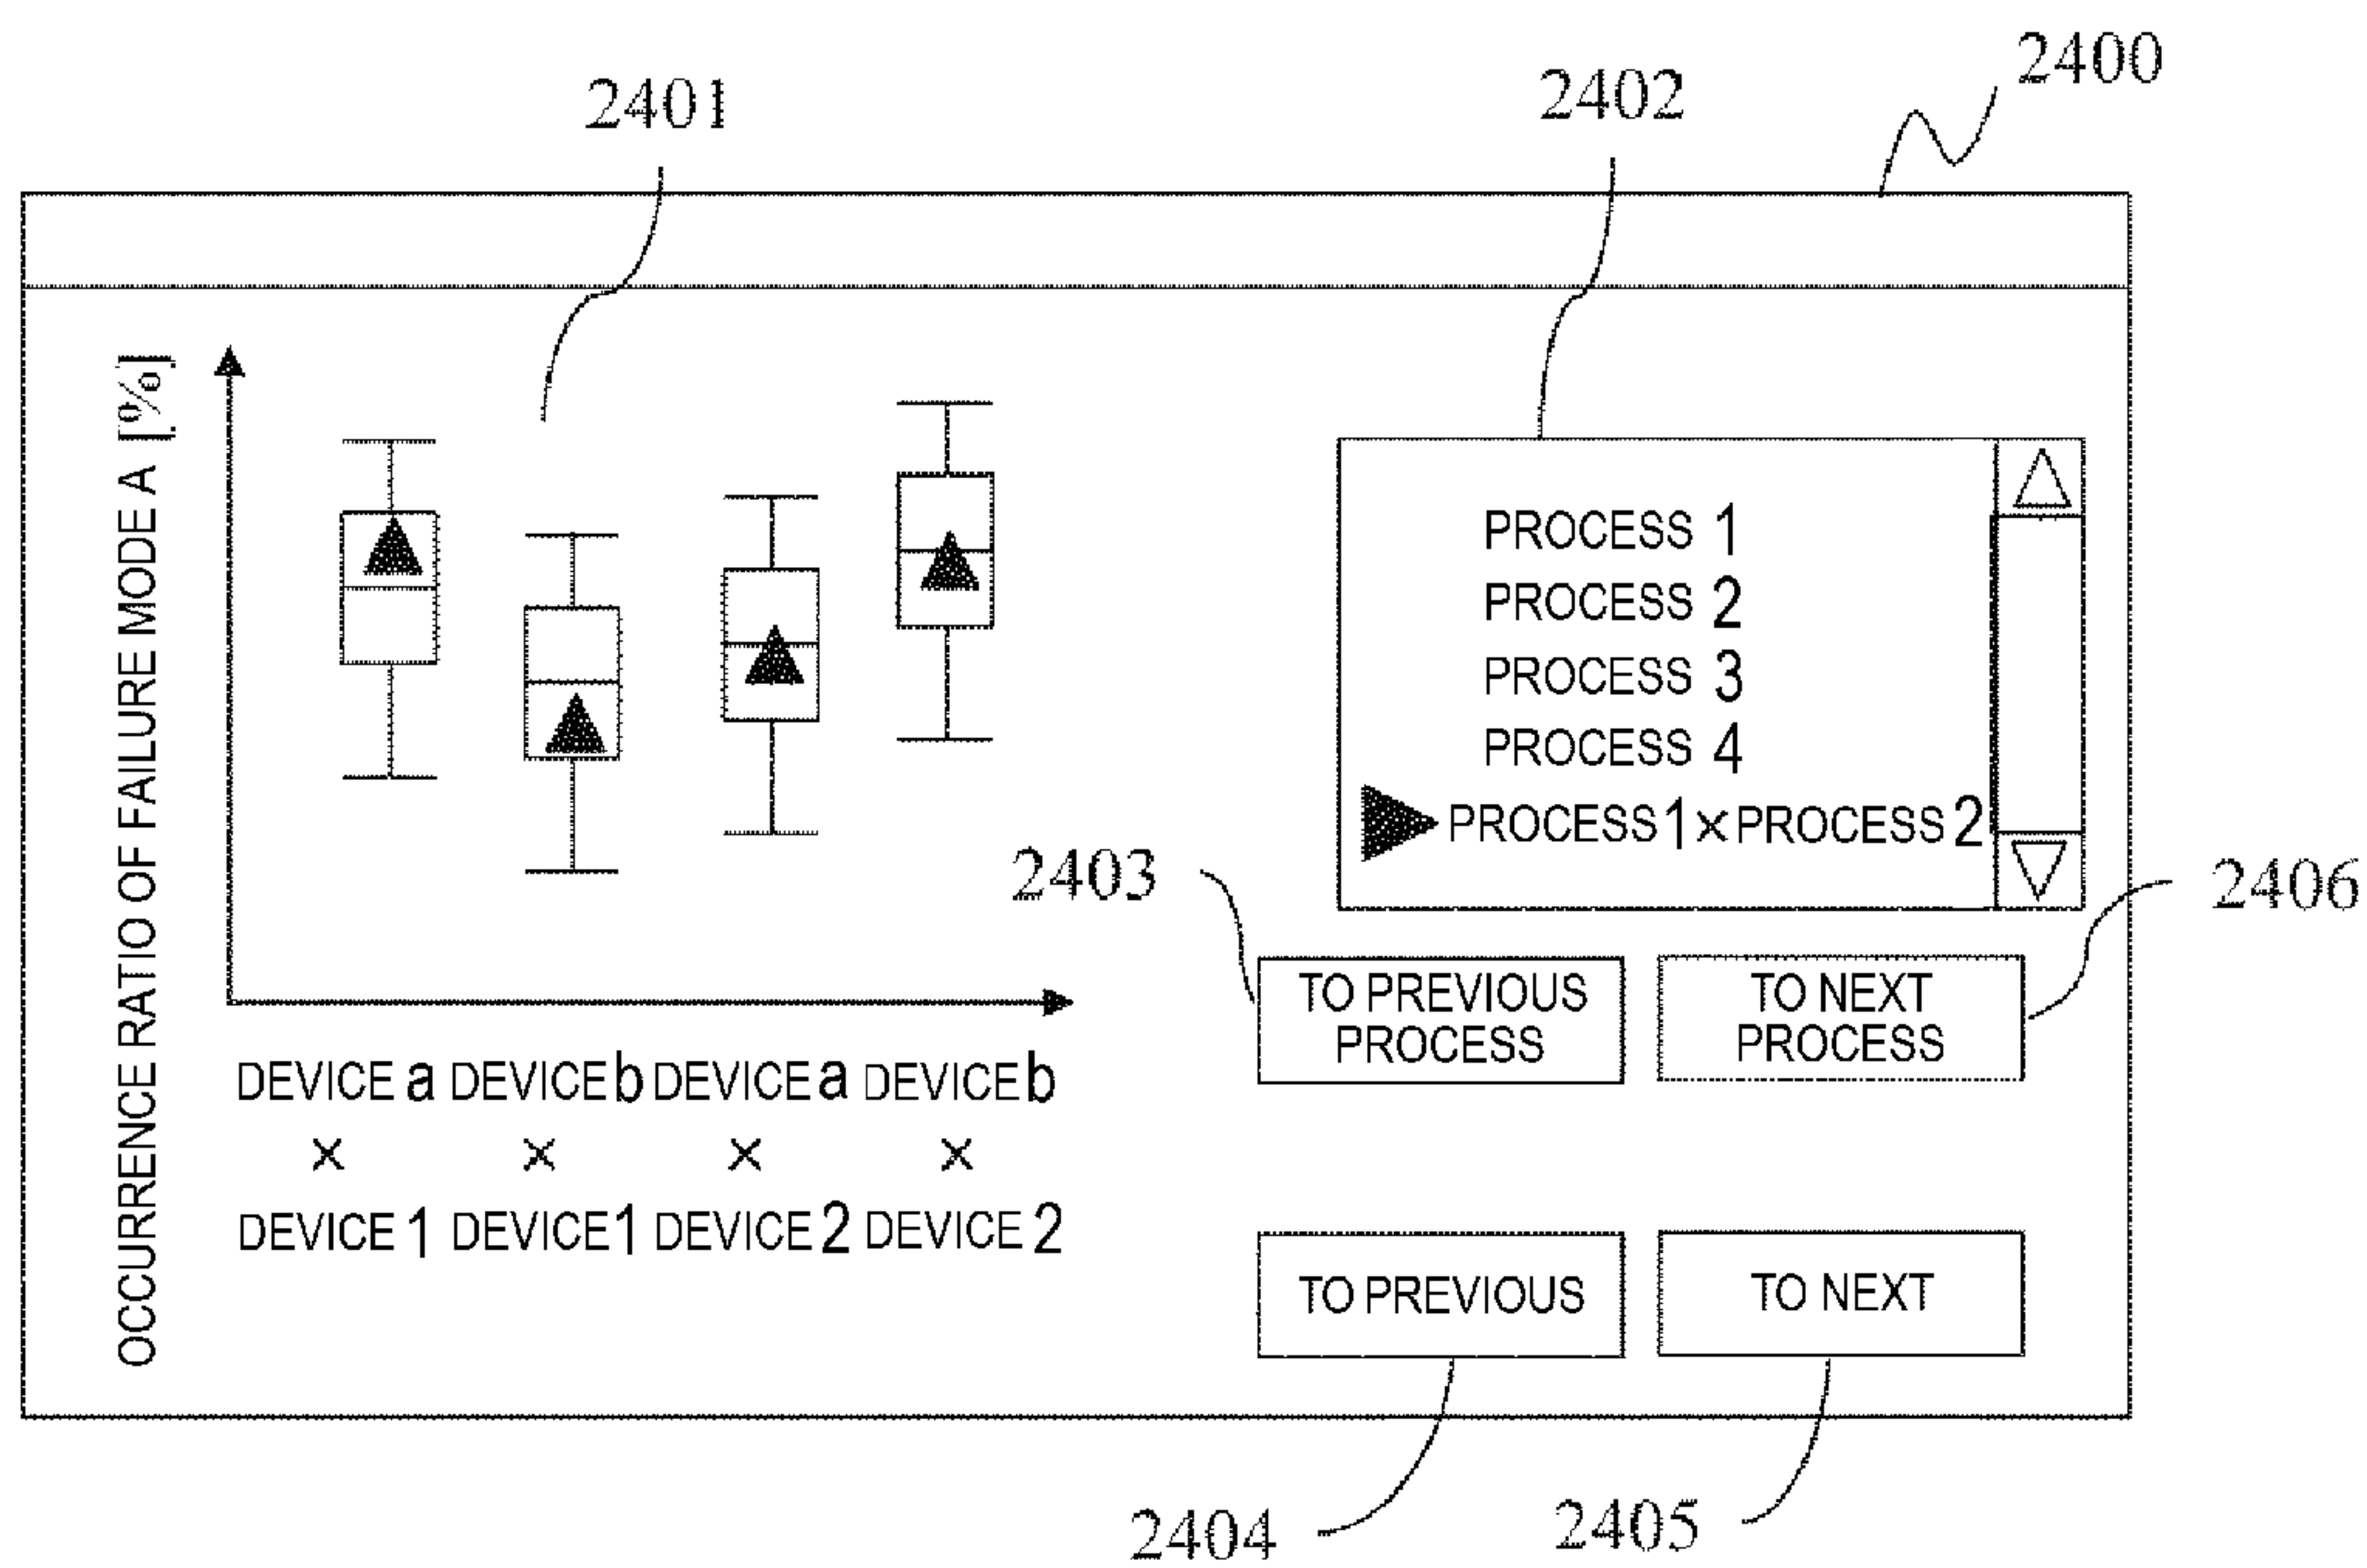 2400
2401
2402
OCCURRENCE RATIO OF FAILURE MODE A [%]
PROCESS 1
PROCESS 2
PROCESS 3
PROCESS 4
PROCESS 1 × PROCESS 2
2403
2406
TO PREVIOUS
PROCESS
TO NEXT
PROCESS
DEVICE a DEVICE b DEVICE a DEVICE b
× × × ×
DEVICE 1 DEVICE 1 DEVICE 2 DEVICE 2
TO PREVIOUS
TO NEXT
2404
2405